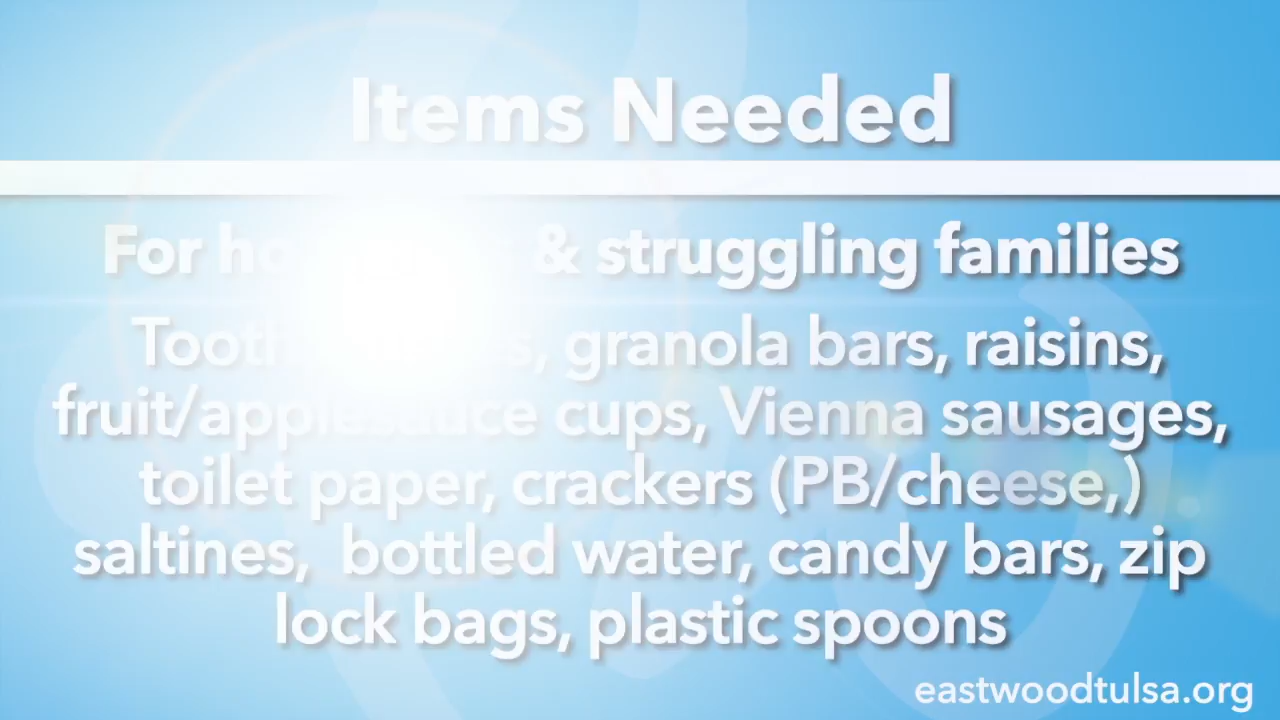 Items Needed
For & struggling families
granola bars, raisins,
fruit/applesauce cups, Vienna sausages,
toilet paper, crackers (PB/cheese,)
saltines, bottled water, candy bars, zip
lock bags, plastic spoons
eastwoodtulsa.org